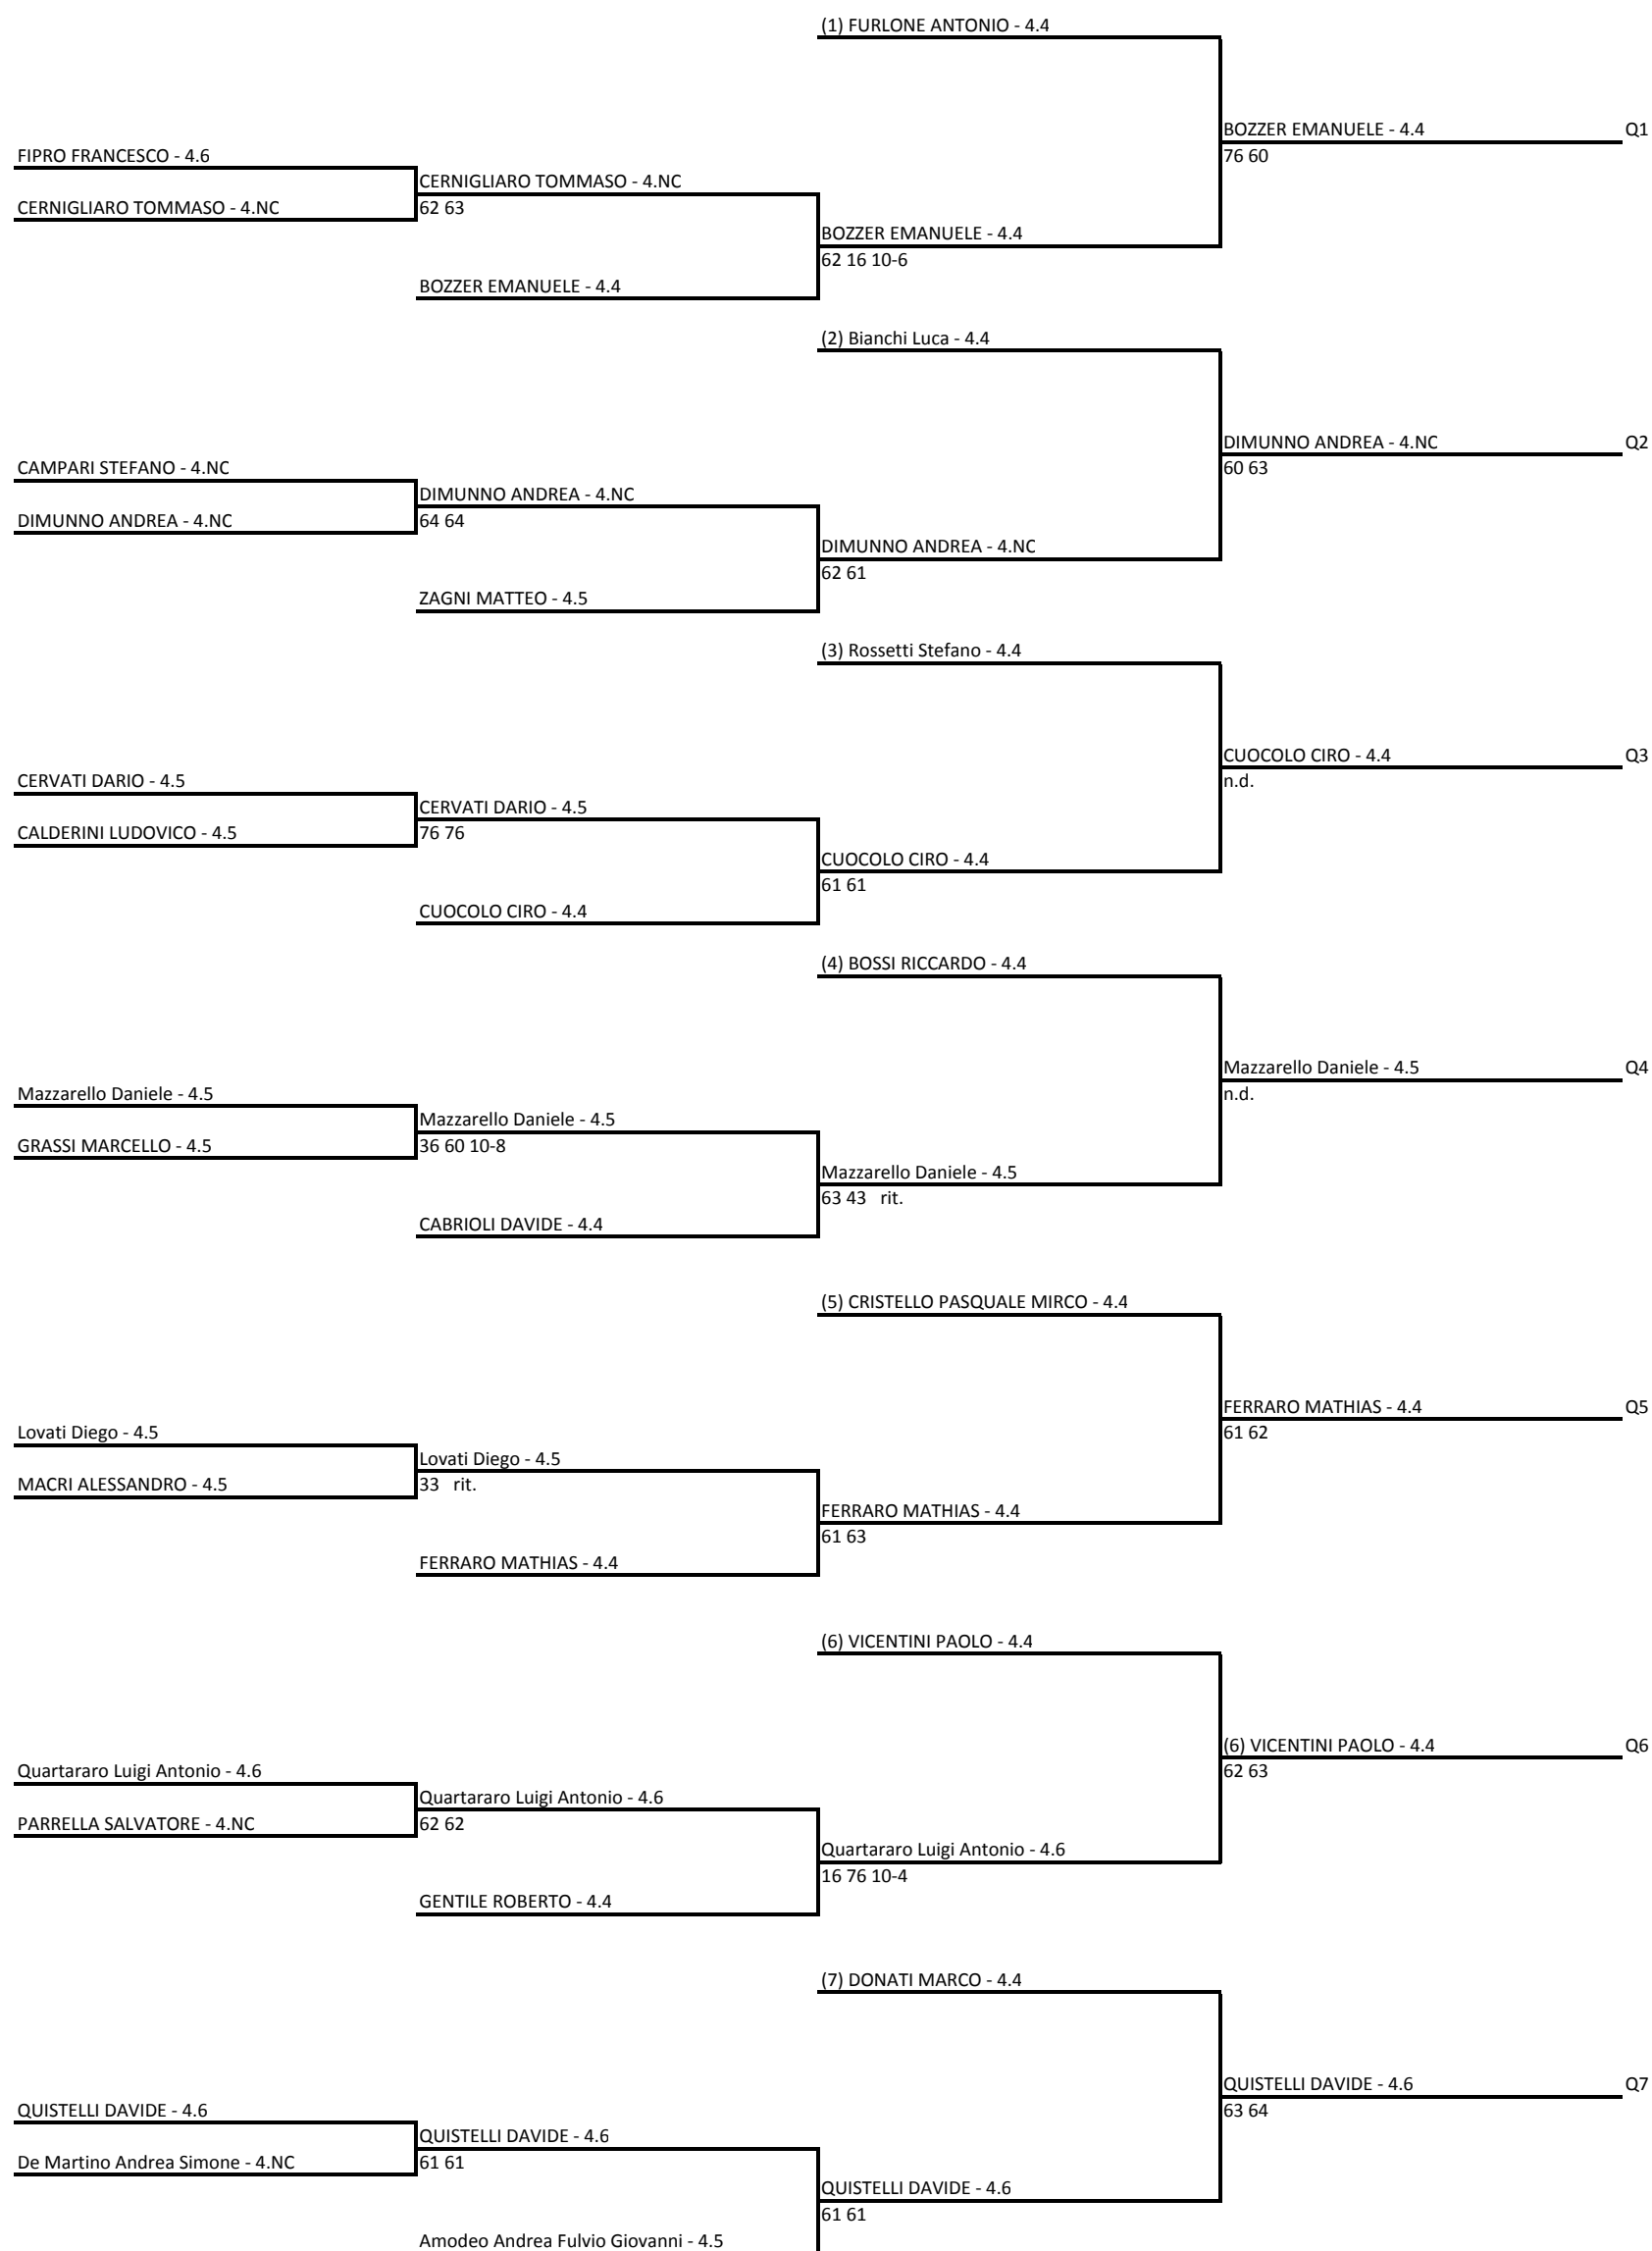 (1) FURLONE ANTONIO - 4.4
BOZZER EMANUELE - 4.4 Q1
FIPRO FRANCESCO - 4.6
76 60
CERNIGLIARO TOMMASO - 4.NC
CERNIGLIARO TOMMASO - 4.NC
62 63
BOZZER EMANUELE - 4.4
62 16 10-6
BOZZER EMANUELE - 4.4
(2) Bianchi Luca - 4.4
DIMUNNO ANDREA - 4.NC Q2
CAMPARI STEFANO - 4.NC
60 63
DIMUNNO ANDREA - 4.NC
DIMUNNO ANDREA - 4.NC
64 64
DIMUNNO ANDREA - 4.NC
62 61
ZAGNI MATTEO - 4.5
(3) Rossetti Stefano - 4.4
CUOCOLO CIRO - 4.4 Q3
CERVATI DARIO - 4.5
n.d.
CERVATI DARIO - 4.5
CALDERINI LUDOVICO - 4.5
76 76
CUOCOLO CIRO - 4.4
61 61
CUOCOLO CIRO - 4.4
(4) BOSSI RICCARDO - 4.4
Mazzarello Daniele - 4.5 Q4
Mazzarello Daniele - 4.5
n.d.
Mazzarello Daniele - 4.5
GRASSI MARCELLO - 4.5
36 60 10-8
Mazzarello Daniele - 4.5
63 43 rit.
CABRIOLI DAVIDE - 4.4
(5) CRISTELLO PASQUALE MIRCO - 4.4
FERRARO MATHIAS - 4.4 Q5
Lovati Diego - 4.5
61 62
Lovati Diego - 4.5
MACRI ALESSANDRO - 4.5
33 rit.
FERRARO MATHIAS - 4.4
61 63
FERRARO MATHIAS - 4.4
(6) VICENTINI PAOLO - 4.4
(6) VICENTINI PAOLO - 4.4 Q6
Quartararo Luigi Antonio - 4.6
62 63
Quartararo Luigi Antonio - 4.6
PARRELLA SALVATORE - 4.NC
62 62
Quartararo Luigi Antonio - 4.6
16 76 10-4
GENTILE ROBERTO - 4.4
(7) DONATI MARCO - 4.4
QUISTELLI DAVIDE - 4.6 Q7
QUISTELLI DAVIDE - 4.6
63 64
QUISTELLI DAVIDE - 4.6
De Martino Andrea Simone - 4.NC
61 61
QUISTELLI DAVIDE - 4.6
61 61
Amodeo Andrea Fulvio Giovanni - 4.5